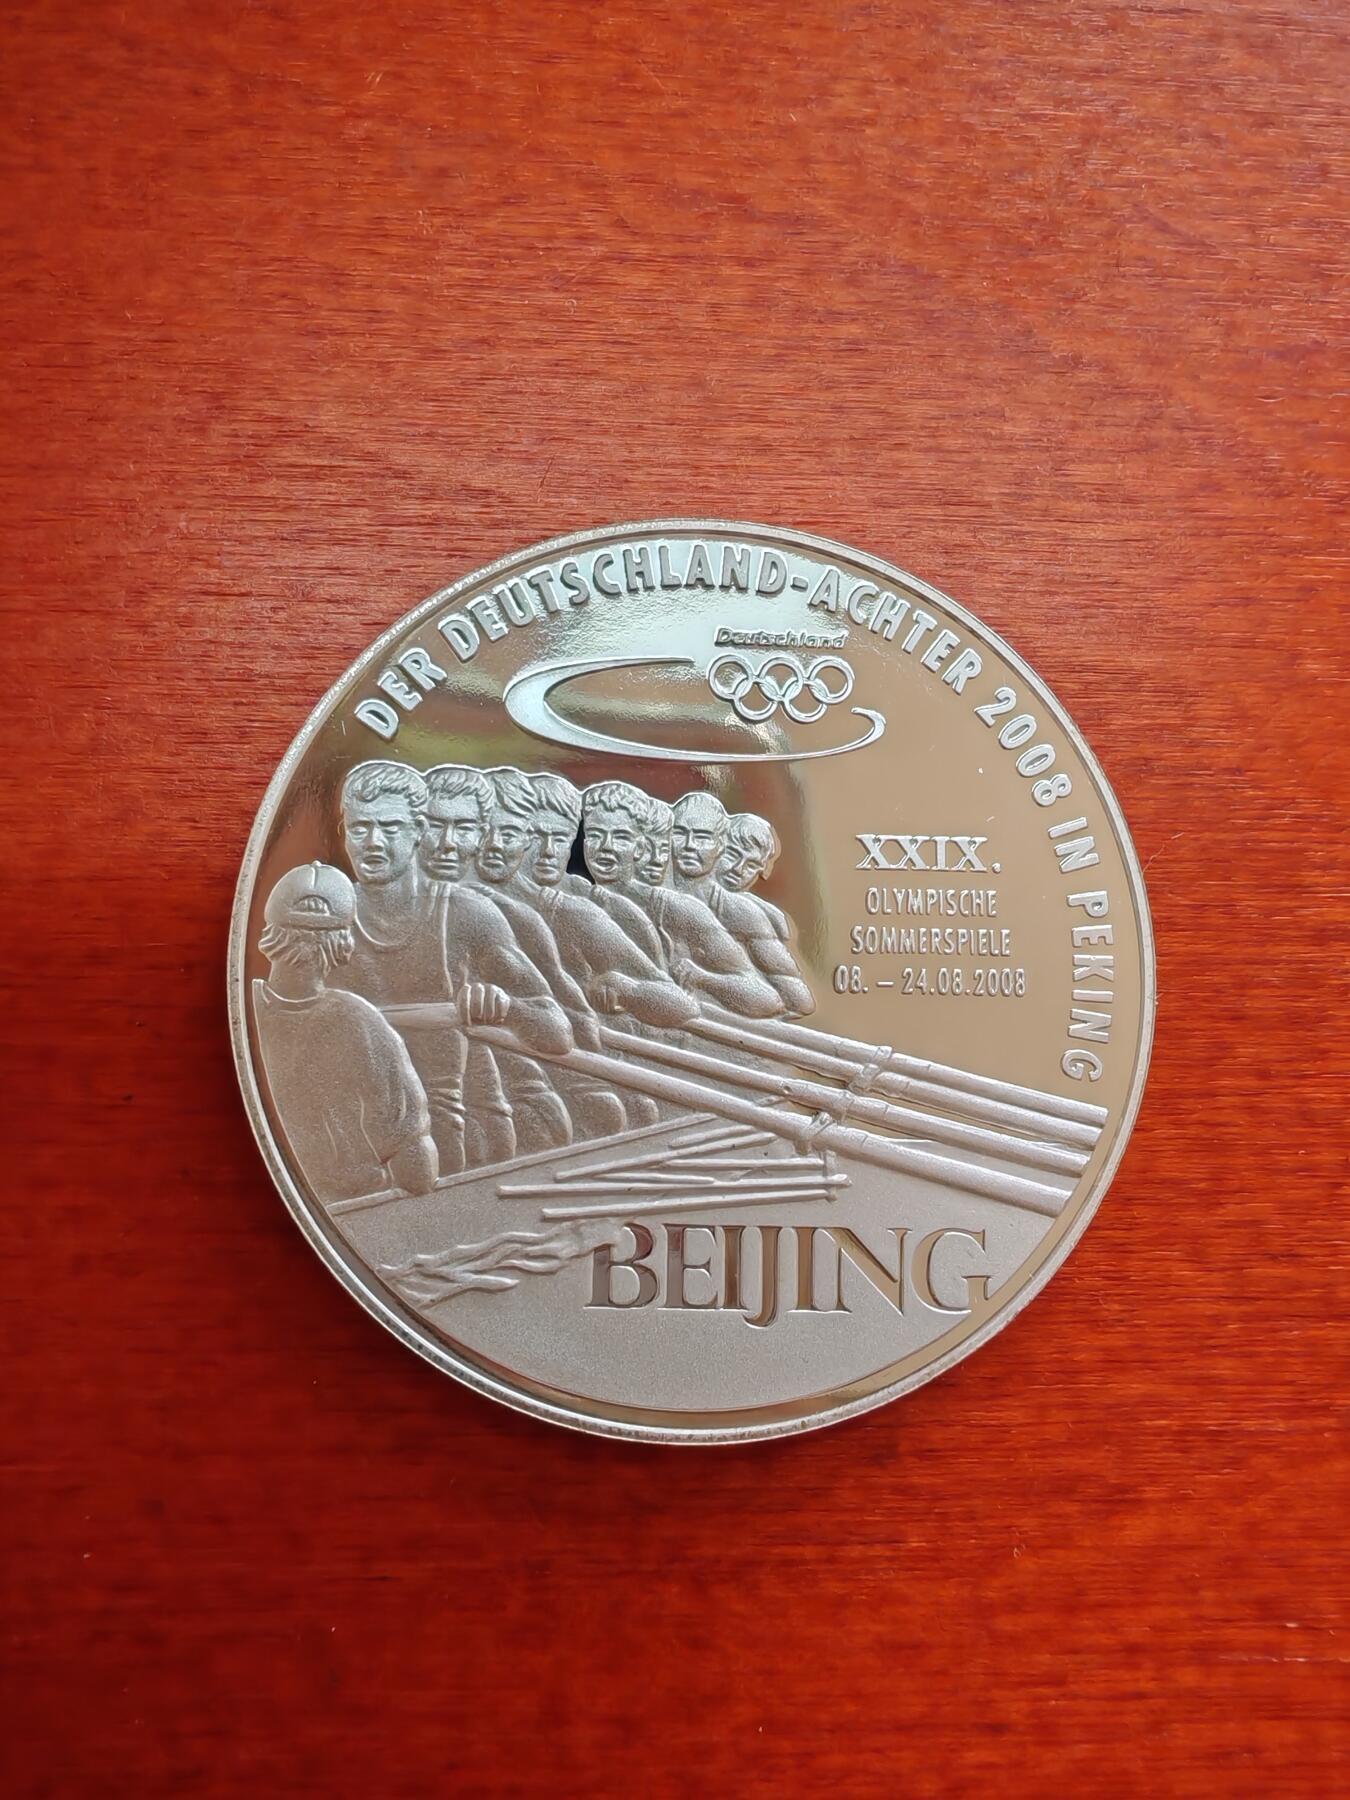 DER DEUTSCHLAND-ACHTER 2008 IN PEKING
Deutschland
XXIX.
OLYMPISCHE
SOMMERSPIELE
08. – 24.08.2008
BEIJING